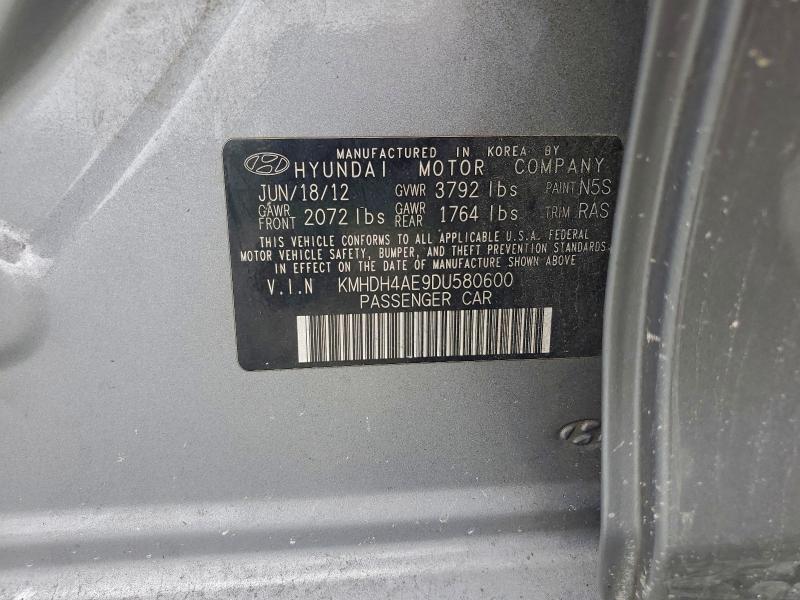 MANUFACTURED IN KOREA BY
HYUNDAI MOTOR COMPANY
JUN/18/12 GVWR 3792 lbs PAINT N5S
GAWR FRONT 2072 lbs GAWR REAR 1764 lbs TRIM RAS
THIS VEHICLE CONFORMS TO ALL APPLICABLE U.S.A. FEDERAL
MOTOR VEHICLE SAFETY, BUMPER, AND THEFT PREVENTION STANDARDS
IN EFFECT ON THE DATE OF MANUFACTURE SHOWN ABOVE
V.I.N KMHDH4AE9DU580600
PASSENGER CAR